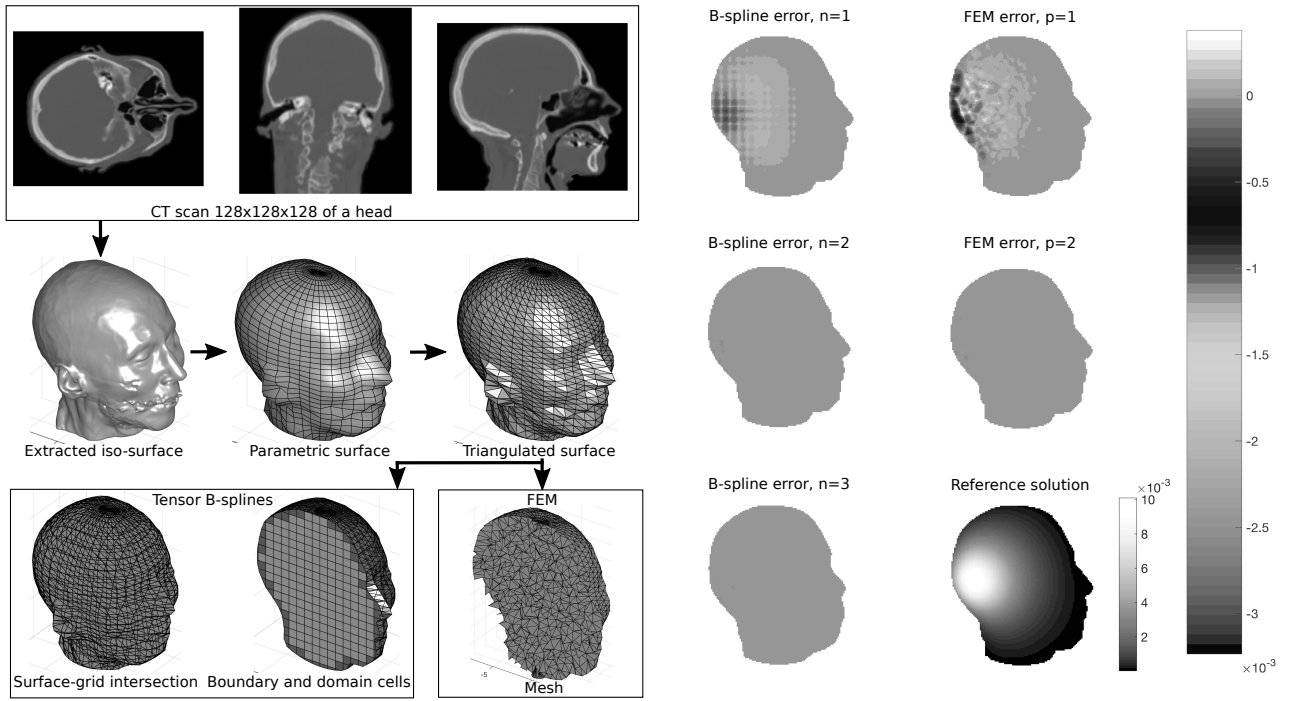 CT scan 128x128x128 of a head
Extracted iso-surface
Parametric surface
Triangulated surface
Tensor B-splines
Surface-grid intersection
Boundary and domain cells
FEM
-5
Mesh
B-spline error, n=1
FEM error, p=1
B-spline error, n=2
FEM error, p=2
B-spline error, n=3
Reference solution
×10⁻³
10
8
6
4
2
0
-0.5
-1
-1.5
-2
-2.5
-3
×10⁻³